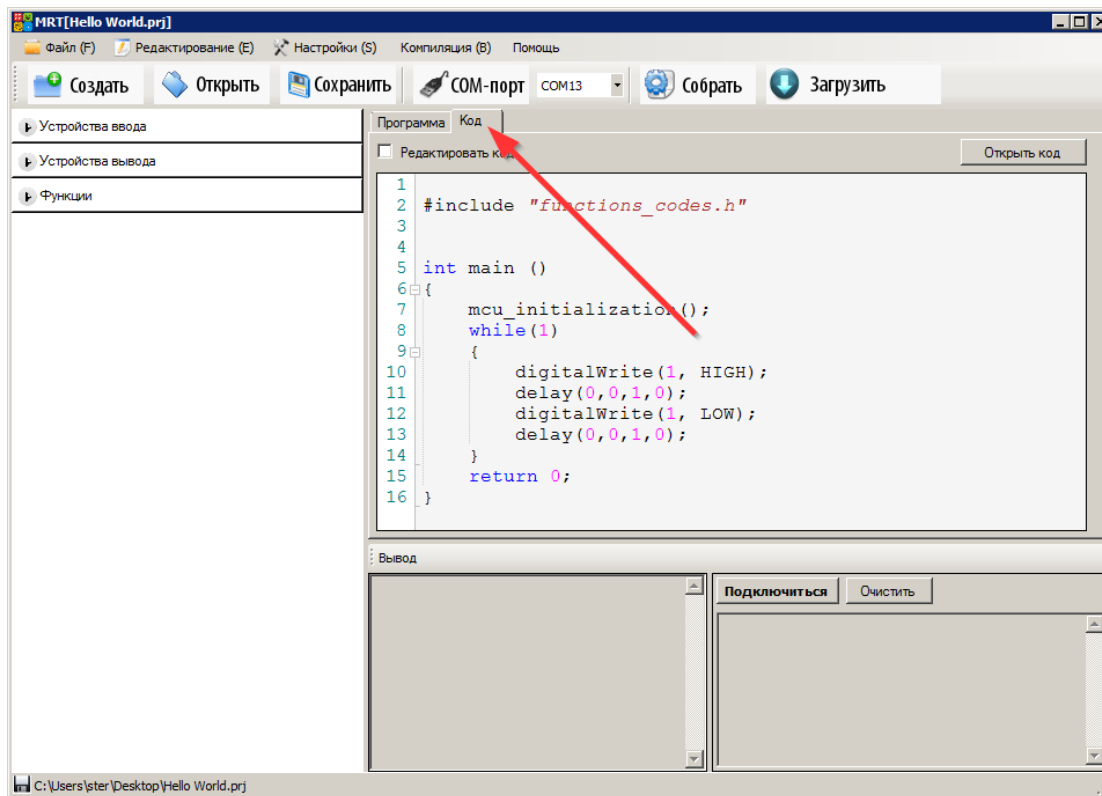 MRT[Hello World.prj]
Файл (F) Редактирование (E) Настройки (S) Компиляция (B) Помощь
Создать Открыть Сохранить COM-порт COM13 Собрать Загрузить
Устройства ввода
Устройства вывода
Функции
Программа Код
Редактировать код Открыть код
1
2 #include "functions_codes.h"
3
4
5 int main ()
6 {
7 mcu_initialization();
8 while(1)
9 {
10 digitalWrite(1, HIGH);
11 delay(0,0,1,0);
12 digitalWrite(1, LOW);
13 delay(0,0,1,0);
14 }
15 return 0;
16 }
Вывод
Подключиться Очистить
C:\Users\ster\Desktop\Hello World.prj